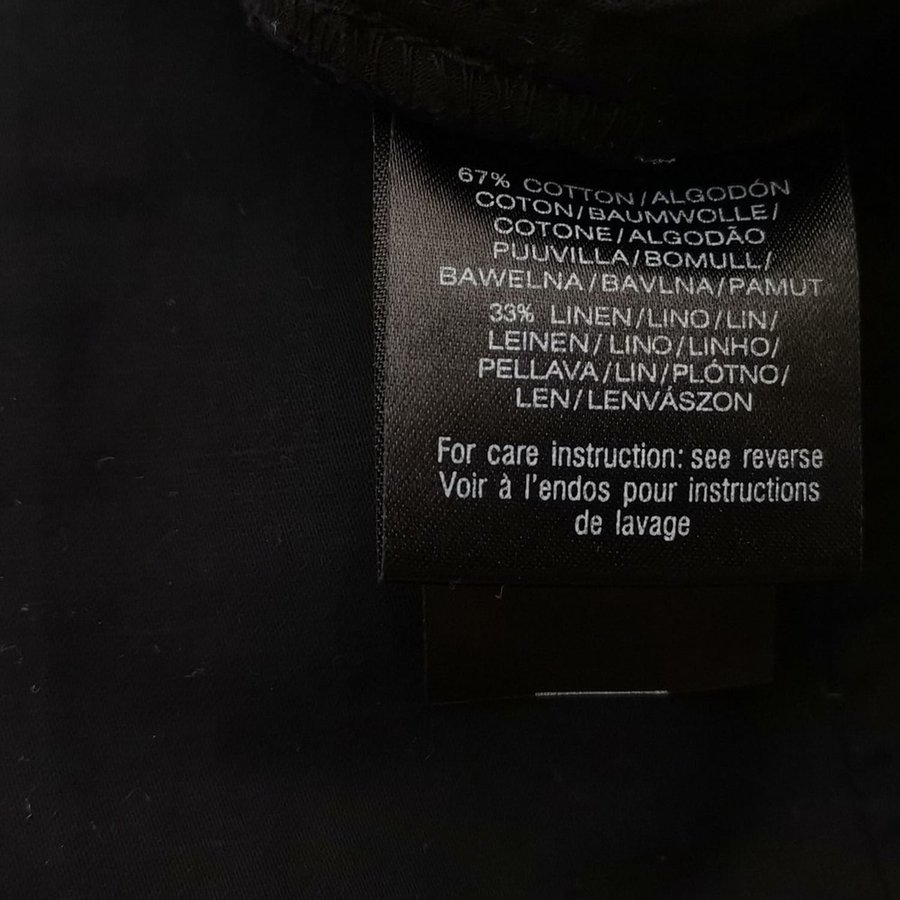 67% COTTON/ALGODÓN
COTON/BAUMWOLLE/
COTONE/ALGODÃO
PUUVILLA/BOMULL/
BAWELNA/BAVLNA/PAMUT
33% LINEN/LINO/LIN/
LEINEN/LINO/LINHO/
PELLAVA/LIN/PLÓTNO/
LEN/LENVÁSZON
For care instruction: see reverse
Voir à l'endos pour instructions
de lavage